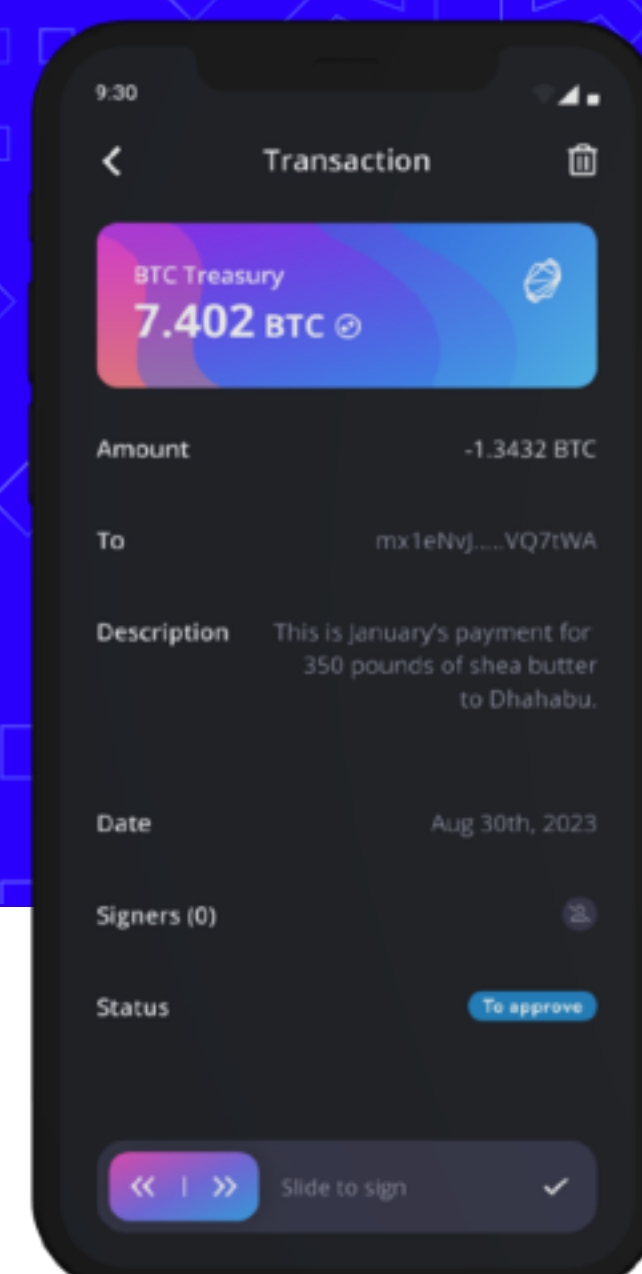 9:30
Transaction
BTC Treasury
7.402 BTC
Amount -1.3432 BTC
To mx1eNvJ.....VQ7tWA
Description This is January's payment for
350 pounds of shea butter
to Dhahabu.
Date Aug 30th, 2023
Signers (0)
Status To approve
Slide to sign